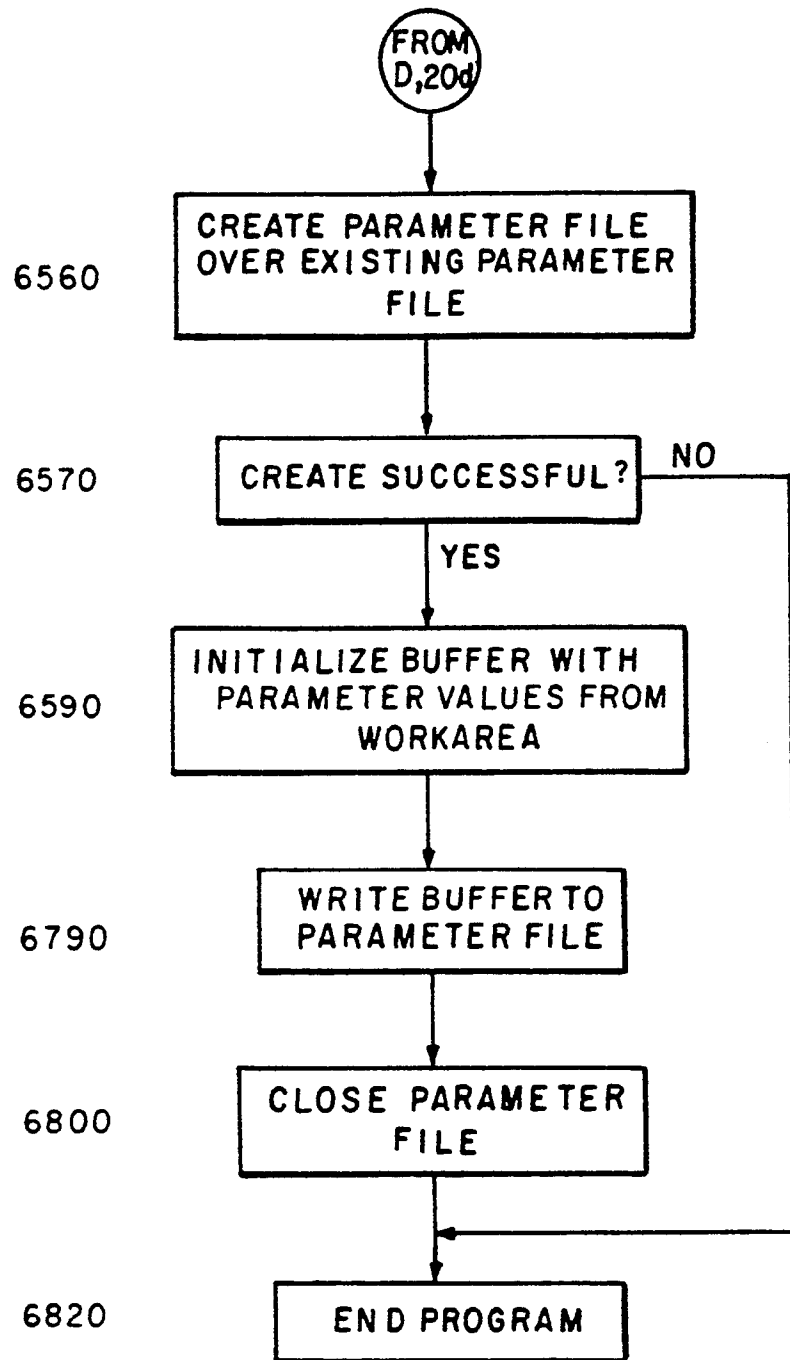 FROM
D,20d
CREATE PARAMETER FILE
OVER EXISTING PARAMETER
FILE
6560
CREATE SUCCESSFUL?
NO
6570
YES
INITIALIZE BUFFER WITH
PARAMETER VALUES FROM
WORKAREA
6590
WRITE BUFFER TO
PARAMETER FILE
6790
CLOSE PARAMETER
FILE
6800
END PROGRAM
6820